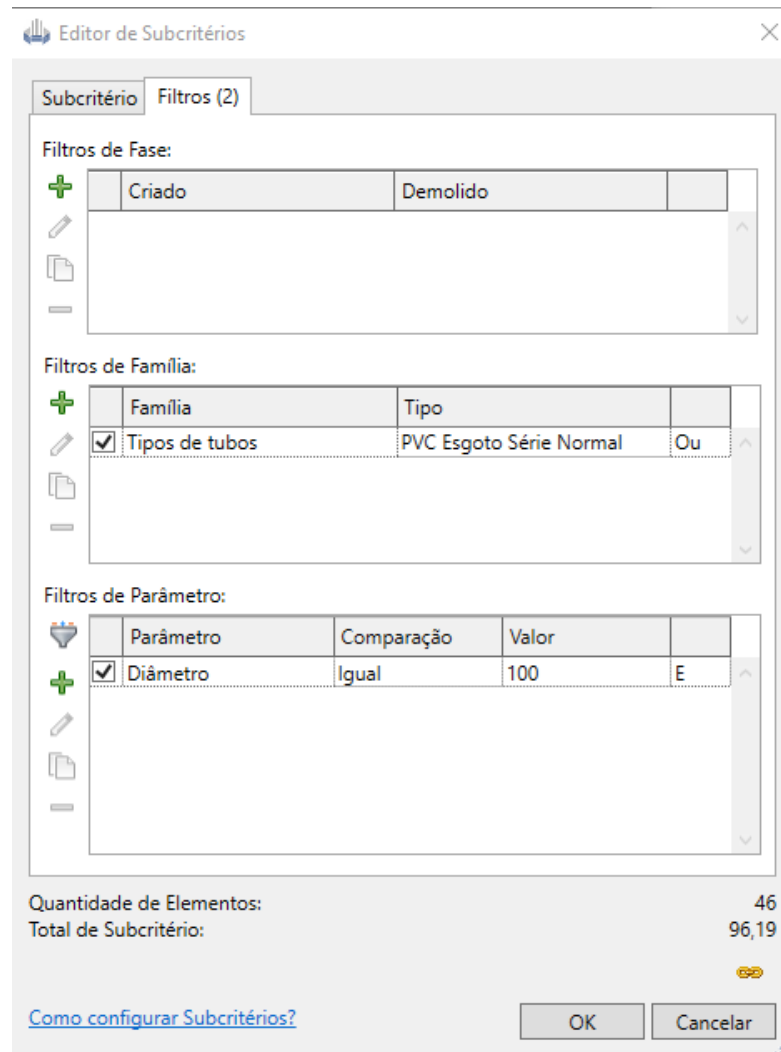 Editor de Subcritérios
Subcritério Filtros (2)
Filtros de Fase:
Criado Demolido
Filtros de Família:
Família Tipo
Tipos de tubos PVC Esgoto Série Normal Ou
Filtros de Parâmetro:
Parâmetro Comparação Valor
Diâmetro Igual 100 E
Quantidade de Elementos: 46
Total de Subcritério: 96,19
Como configurar Subcritérios? OK Cancelar